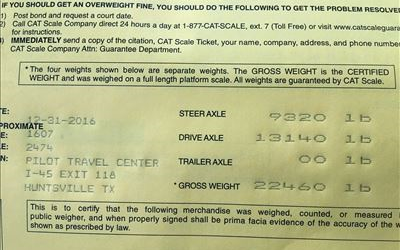 IF YOU SHOULD GET AN OVERWEIGHT FINE, YOU SHOULD DO THE FOLLOWING TO GET THE PROBLEM RESOLVED
1) Post bond and request a court date.
2) Call CAT Scale Company direct 24 hours a day at 1-877-CAT-SCALE, ext. 7 (Toll Free) or visit www.catscaleguara
for instructions.
) IMMEDIATELY send a copy of the citation, CAT Scale Ticket, your name, company, address, and phone number
CAT Scale Company Attn: Guarantee Department.
* The four weights shown below are separate weights. The GROSS WEIGHT is the CERTIFIED
WEIGHT and was weighed on a full length platform scale. All weights are guaranteed by CAT Scale.
TE: 12-31-2016 STEER AXLE 9320 lb
PROXIMATE
E: 1607 DRIVE AXLE 13140 lb
E: 2474
N: PILOT TRAVEL CENTER TRAILER AXLE 00 lb
I-45 EXIT 118
HUNTSVILLE TX * GROSS WEIGHT 22460 lb
This is to certify that the following merchandise was weighed, counted, or measured
public weigher, and when properly signed shall be prima facia evidence of the accuracy of the w
shown as prescribed by law.